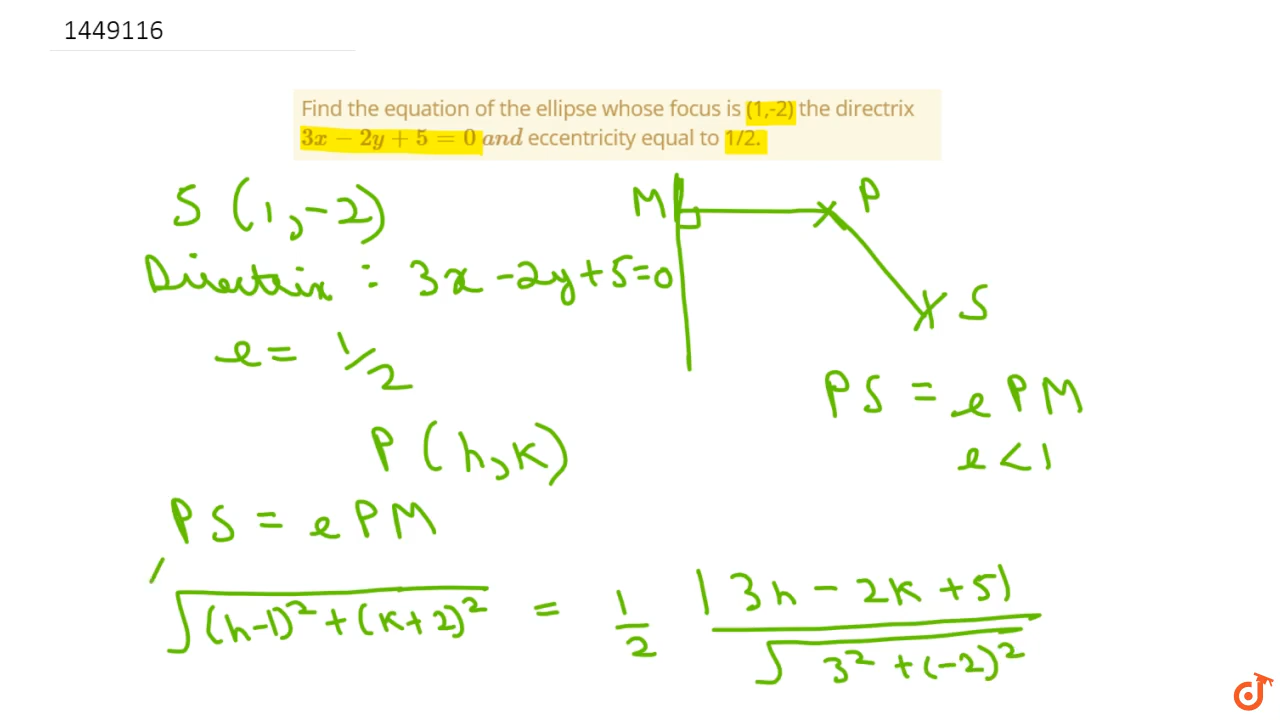 1449116
Find the equation of the ellipse whose focus is (1,-2) the directrix
3x − 2y + 5 = 0 and eccentricity equal to 1/2.
S (1,-2)
M P
Directrix : 3x -2y+5=0
S
e = 1/2
PS = e PM
P (h,k)
e < 1
PS = e PM
√((h-1)² + (k+2)²) = 1/2 |3h - 2k + 5| / √(3² + (-2)²)
d